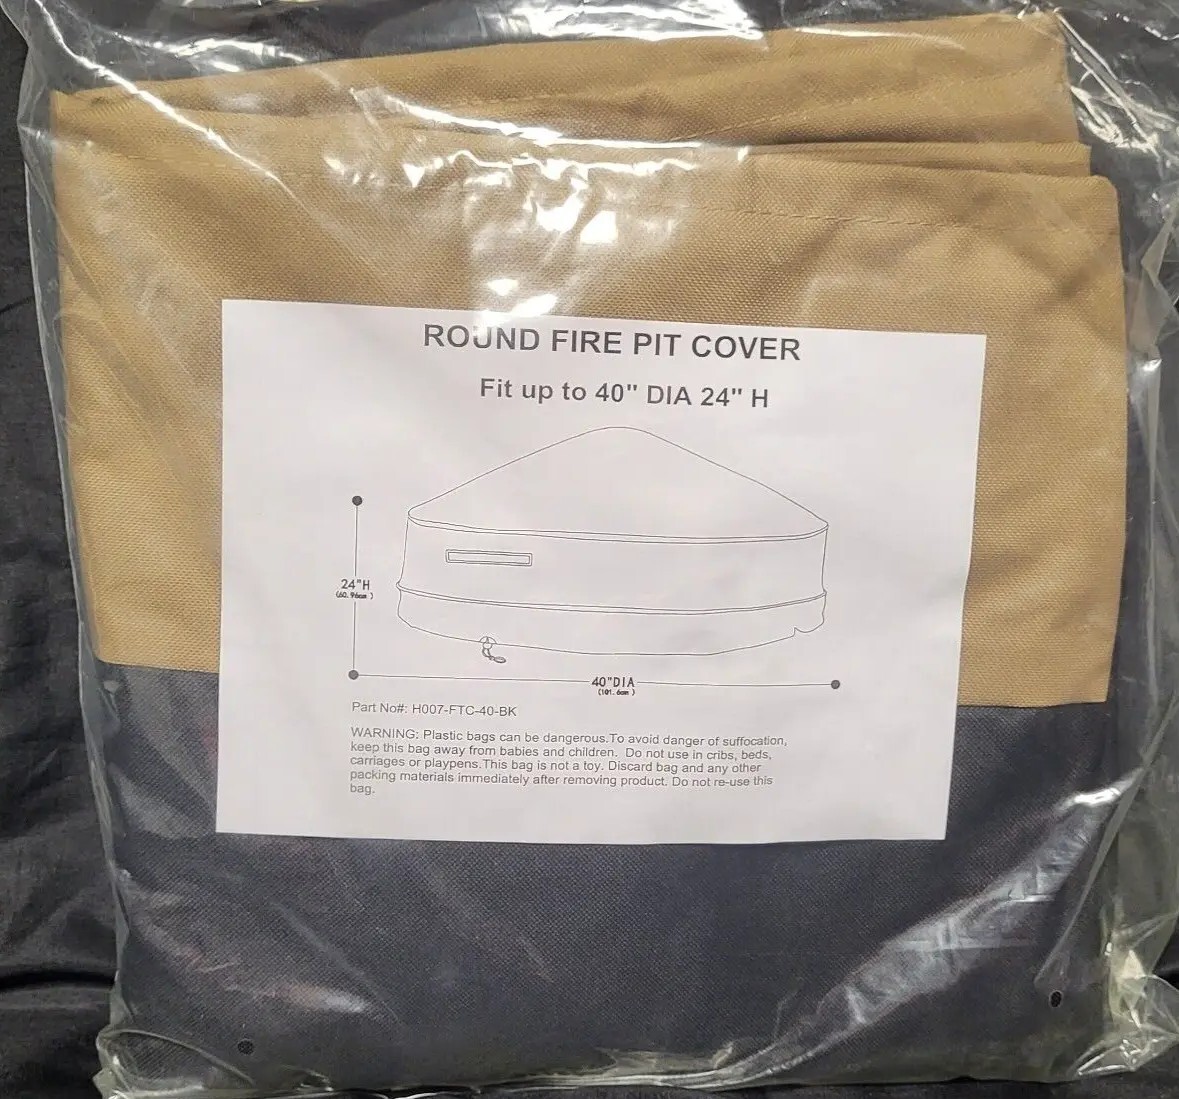 ROUND FIRE PIT COVER
Fit up to 40" DIA 24" H
24"H
(60.96cm)
40"DIA
(101.6cm)
Part No#: H007-FTC-40-BK
WARNING: Plastic bags can be dangerous.To avoid danger of suffocation,
keep this bag away from babies and children. Do not use in cribs, beds,
carriages or playpens.This bag is not a toy. Discard bag and any other
packing materials immediately after removing product. Do not re-use this
bag.